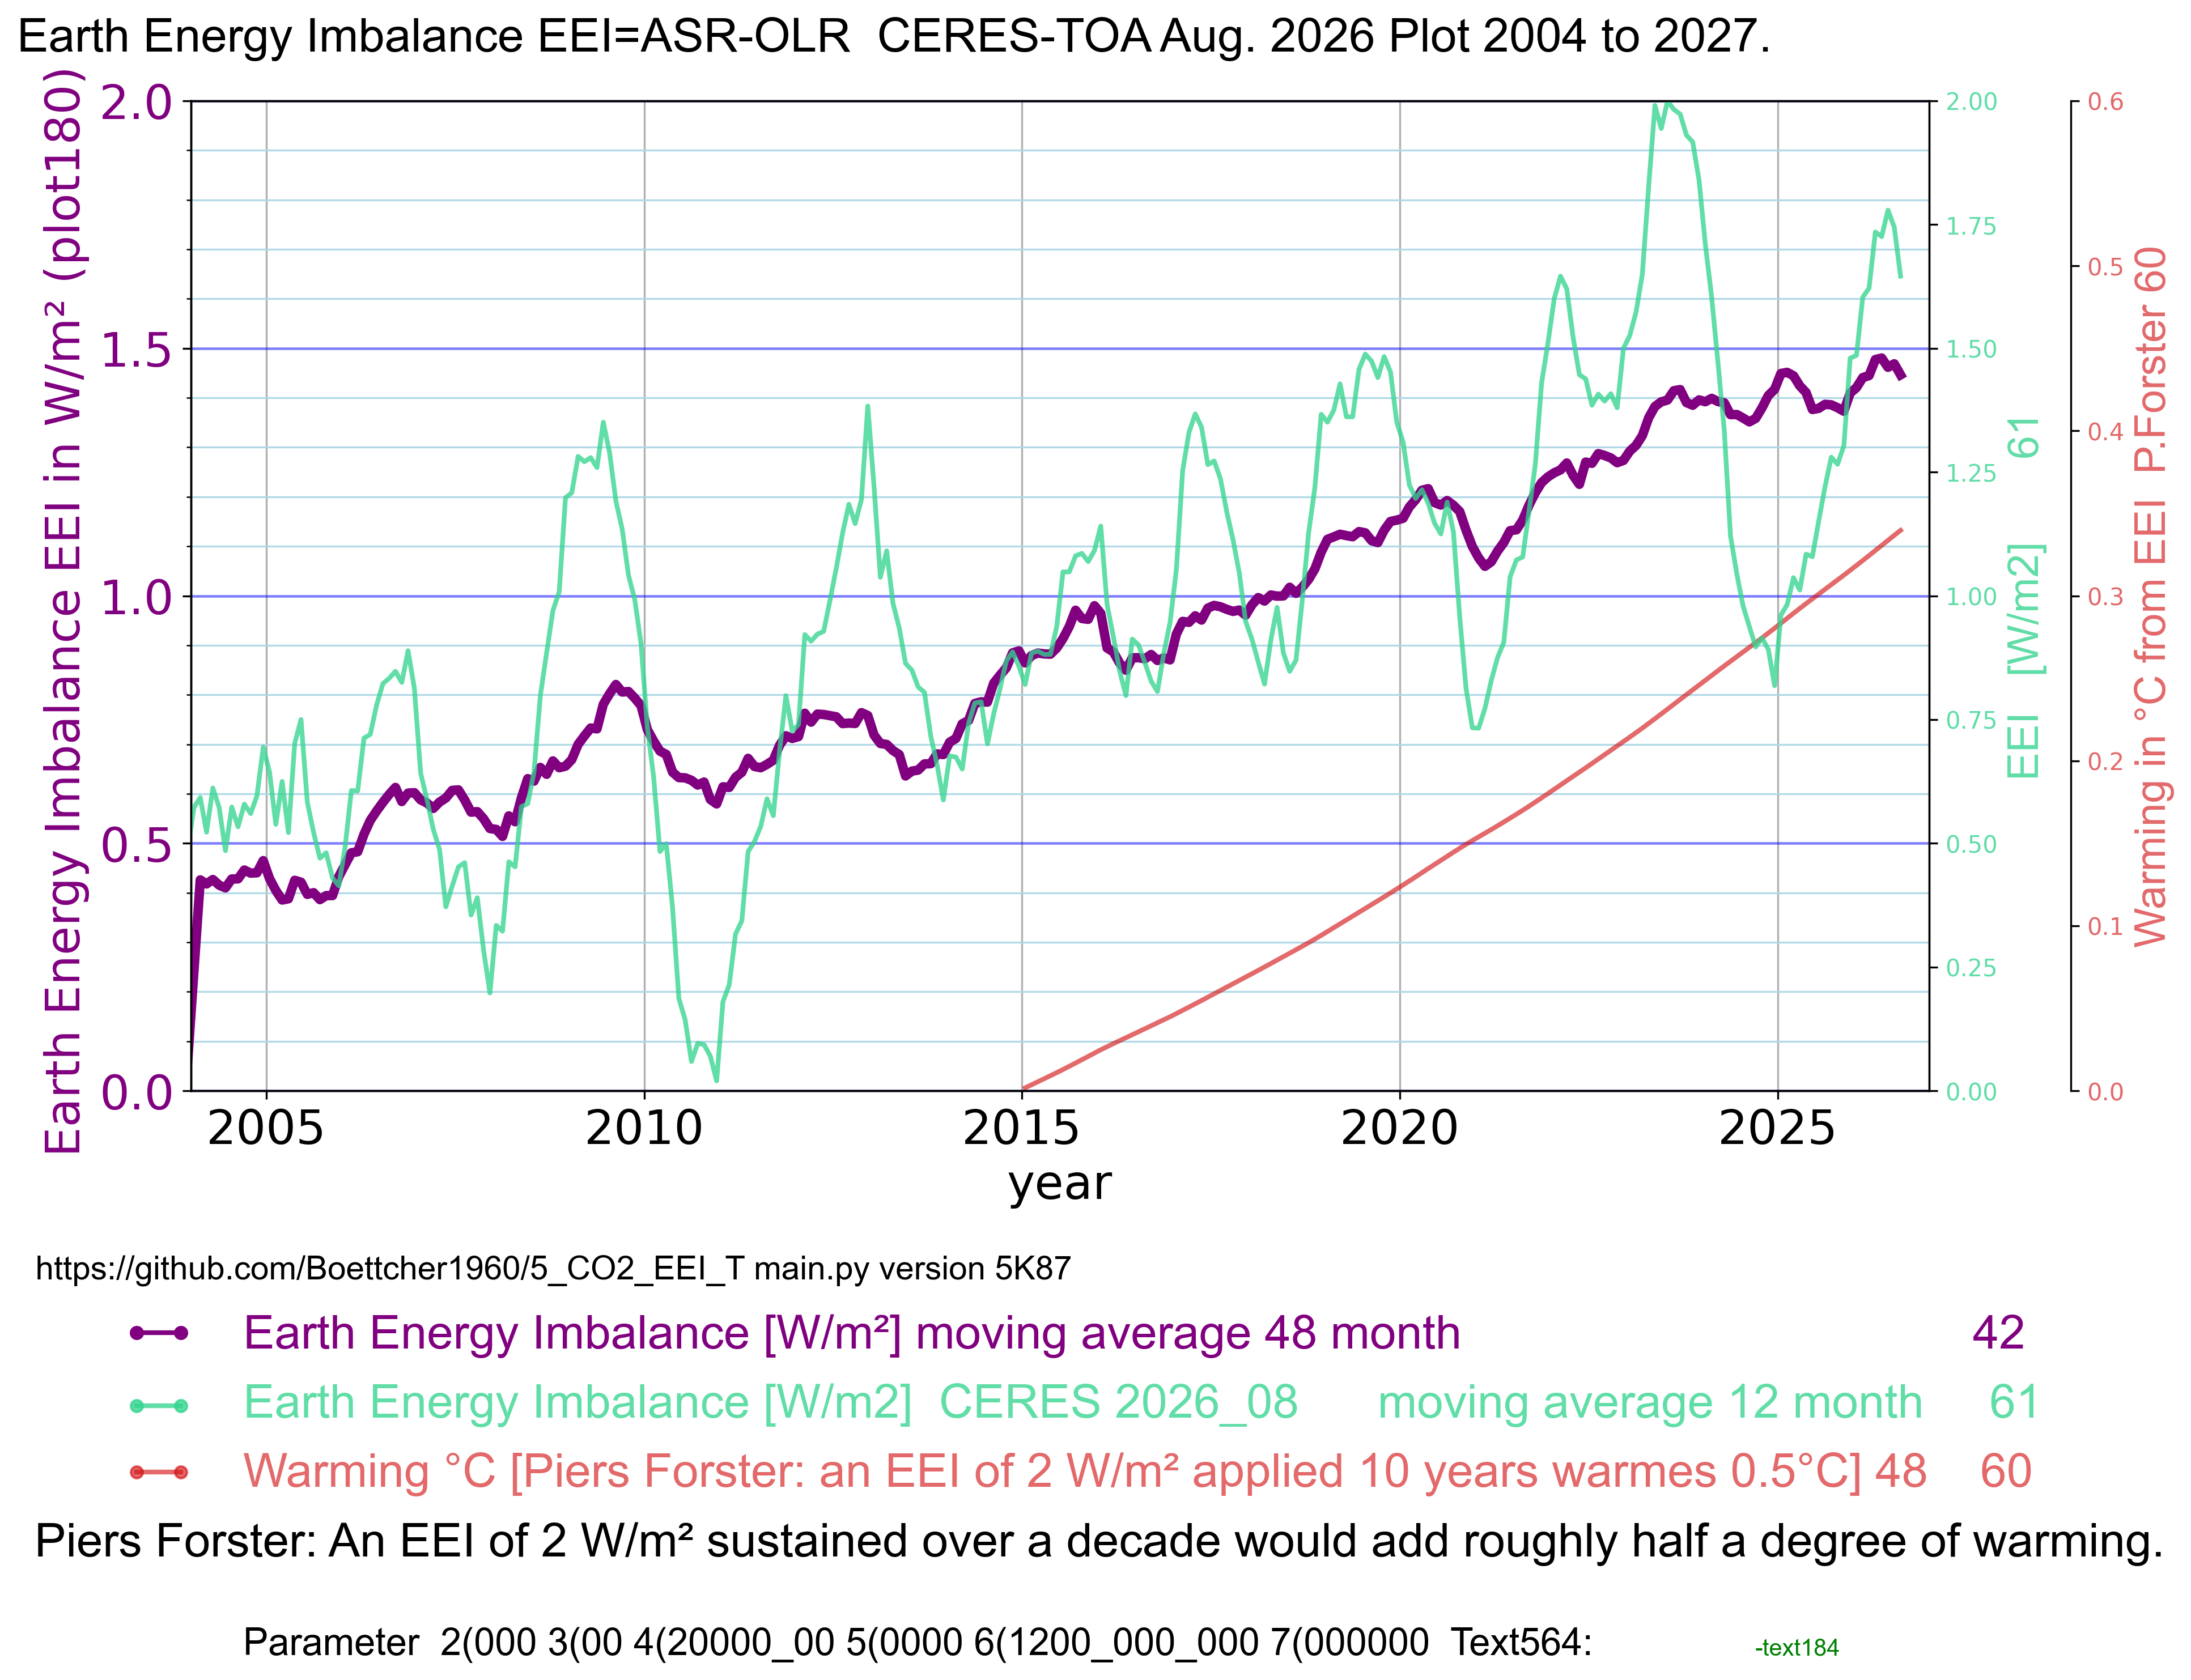 Earth Energy Imbalance EEI=ASR-OLR  CERES-TOA Aug. 2026 Plot 2004 to 2027.
Earth Energy Imbalance EEI in W/m² (plot180)
2.0
1.5
1.0
0.5
0.0
2005
2010
2015
2020
2025
year
2.00
1.75
1.50
1.25
1.00
0.75
0.50
0.25
0.00
EEI   [W/m2]      61
0.6
0.5
0.4
0.3
0.2
0.1
0.0
Warming  in °C from EEI  P.Forster 60
https://github.com/Boettcher1960/5_CO2_EEI_T main.py version 5K87
Earth Energy Imbalance [W/m²] moving average 48 month 42
Earth Energy Imbalance [W/m2]  CERES 2026_08      moving average 12 month     61
Warming °C [Piers Forster: an EEI of 2 W/m² applied 10 years warmes 0.5°C] 48    60
Piers Forster: An EEI of 2 W/m² sustained over a decade would add roughly half a degree of warming.
Parameter  2(000 3(00 4(20000_00 5(0000 6(1200_000_000 7(000000  Text564: -text184